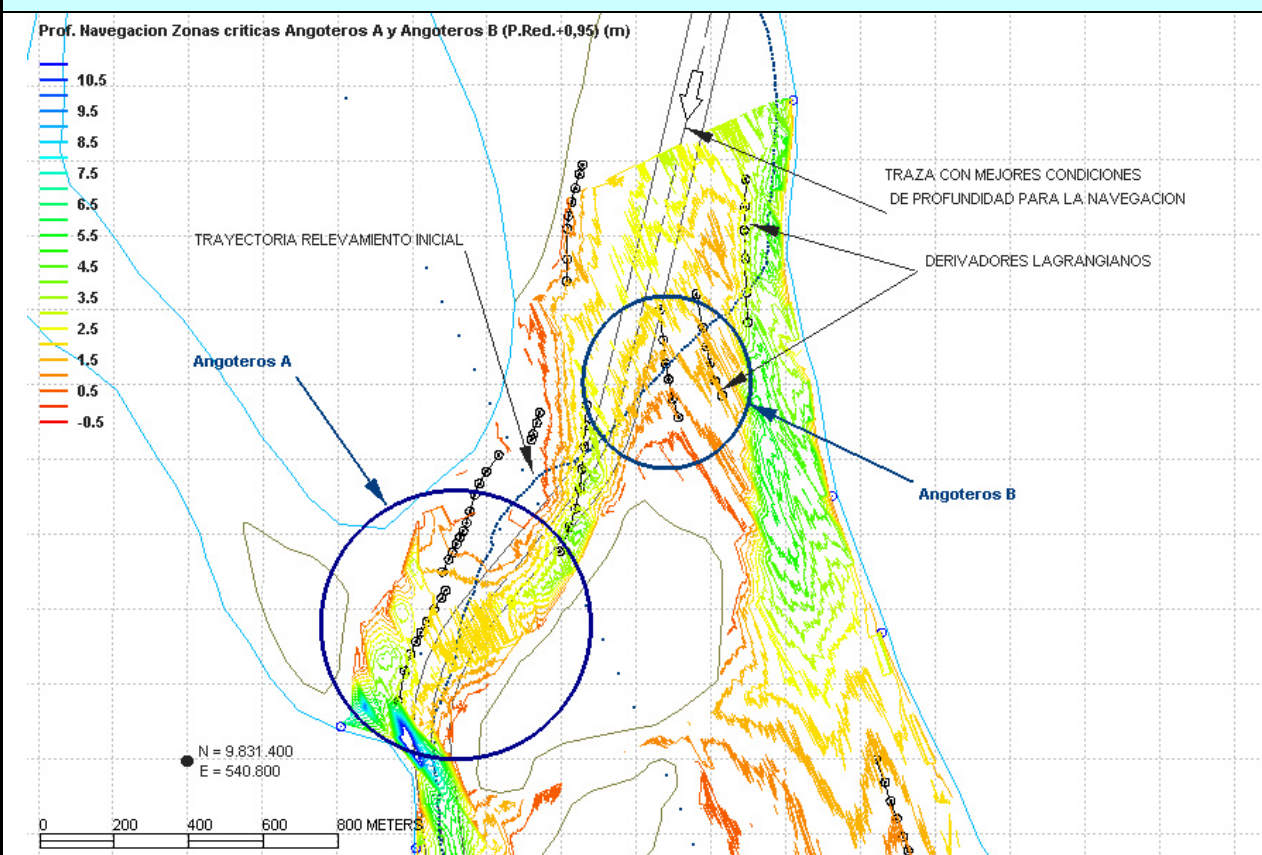 Prof. Navegacion Zonas criticas Angoteros A y Angoteros B (P.Red.+0,95) (m)
10.5
9.5
8.5
7.5
6.5
5.5
4.5
3.5
2.5
1.5
0.5
-0.5
TRAZA CON MEJORES CONDICIONES
DE PROFUNDIDAD PARA LA NAVEGACION
TRAYECTORIA RELEVAMIENTO INICIAL
DERIVADORES LAGRANGIANOS
Angoteros A
Angoteros B
N = 9.831.400
E = 540.800
0 200 400 600 800 METERS